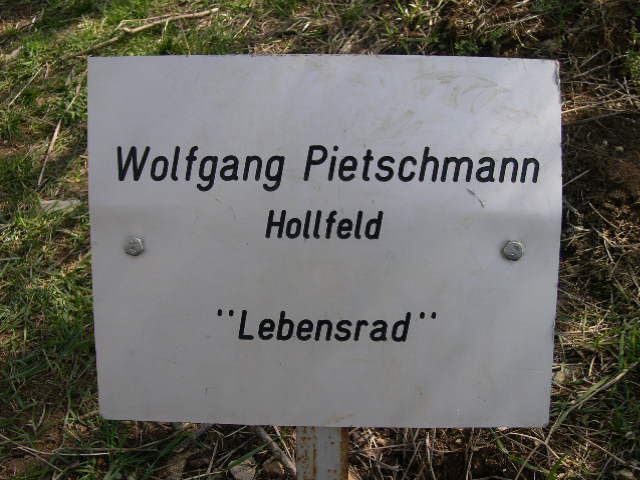 Wolfgang Pietschmann
Hollfeld
"Lebensrad"